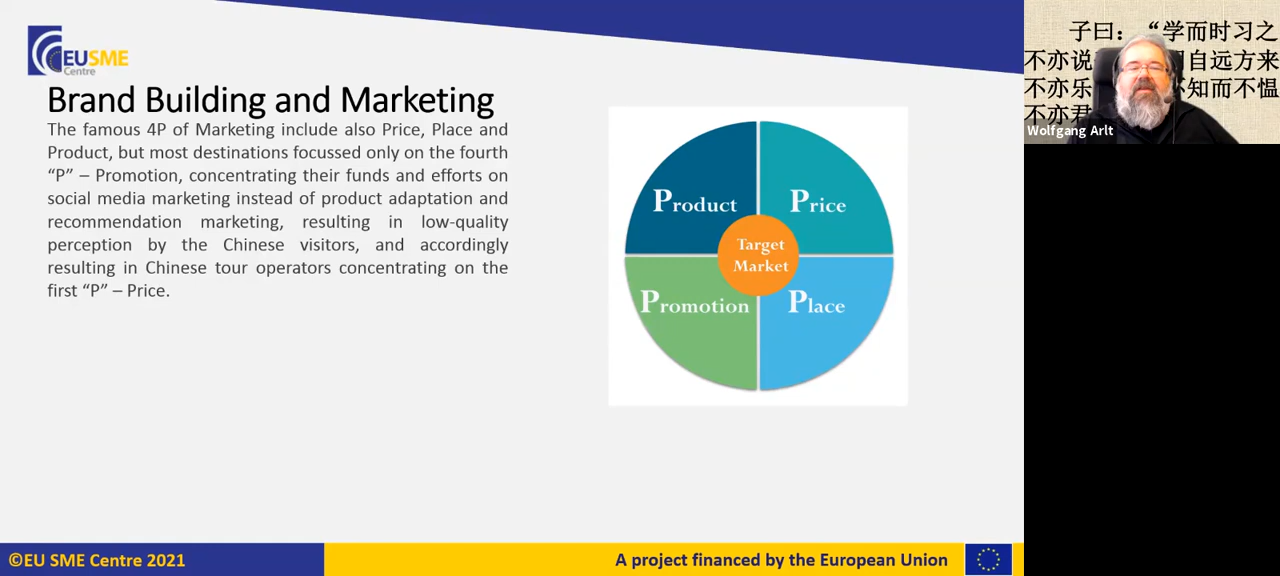 EUSME
Centre
Brand Building and Marketing
The famous 4P of Marketing include also Price, Place and
Product, but most destinations focussed only on the fourth
“P” – Promotion, concentrating their funds and efforts on
social media marketing instead of product adaptation and
recommendation marketing, resulting in low-quality
perception by the Chinese visitors, and accordingly
resulting in Chinese tour operators concentrating on the
first “P” – Price.
Product
Price
Target
Market
Promotion
Place
©EU SME Centre 2021
A project financed by the European Union
子曰：“学而时习之
不亦说 自远方来
不亦乐 知而不愠
不亦君
Wolfgang Arlt